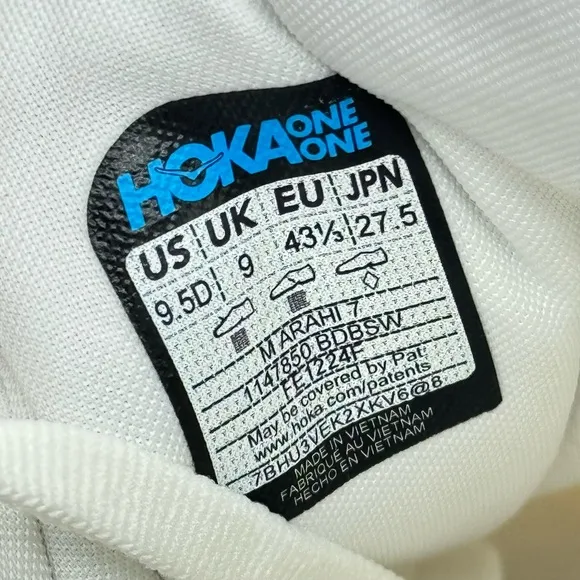 HOKA ONE ONE
US UK EU JPN
9.5D 9 43⅓ 27.5
M ARAHI 7
1147850 BDBSW
FE1224F
May be covered by Pat.
www.hoka.com/patents
7BHU3VEK2XKV6@8
MADE IN VIETNAM
FABRIQUE AU VIETNAM
HECHO EN VIETNAM